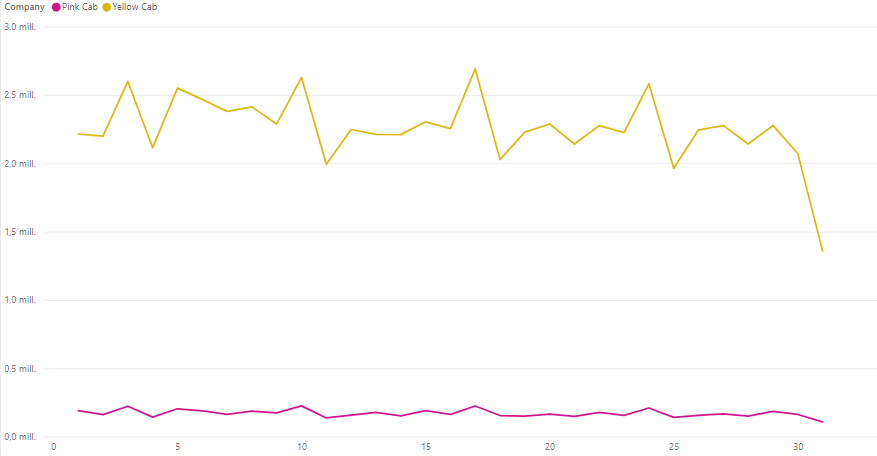 Company Pink Cab Yellow Cab
3,0 mill.
2,5 mill.
2,0 mill.
1,5 mill.
1,0 mill.
0,5 mill.
0,0 mill.
0 5 10 15 20 25 30